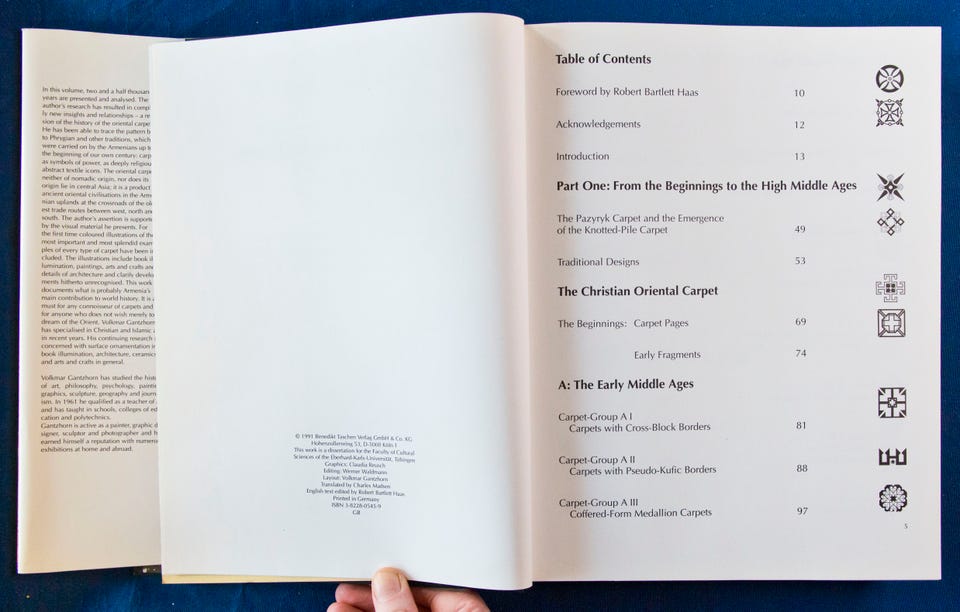 In this volume, two and a half thousan
years are presented and analysed. The
author's research has resulted in compl
ly new insights and relationships – a re
sion of the history of the oriental carpe
He has been able to trace the pattern b
to Phrygian and other traditions, which
were carried on by the Armenians up to
the beginning of our own century: carp
as symbols of power, as deeply religiou
abstract textile icons. The oriental carpe
neither of nomadic origin, nor does its
origin lie in central Asia; it is a product
ancient oriental civilisations in the Arme
nian uplands at the crossroads of the ol
est trade routes between west, north an
south. The author's assertion is supporte
by the visual material he presents. For
the first time coloured illustrations of the
most important and most splendid exam
ples of every type of carpet have been i
cluded. The illustrations include book il
lumination, paintings, arts and crafts and
details of architecture and clarify develo
ments hitherto unrecognised. This work
documents what is probably Armenia's
main contribution to world history. It is a
must for any connoisseur of carpets and
for anyone who does not wish merely to
dream of the Orient. Volkmar Gantzhorn
has specialised in Christian and Islamic a
in recent years. His continuing research i
concerned with surface ornamentation in
book illumination, architecture, ceramics
and arts and crafts in general.
Volkmar Gantzhorn has studied the hist
of art, philosophy, psychology, paintin
graphics, sculpture, geography and journ
ism. In 1961 he qualified as a teacher of
and has taught in schools, colleges of ed
cation and polytechnics.
Gantzhorn is active as a painter, graphic d
signer, sculptor and photographer and h
earned himself a reputation with numero
exhibitions at home and abroad.
© 1991 Benedikt Taschen Verlag GmbH & Co. KG
Hohenzollernring 53, D-5000 Köln 1
This work is a dissertation for the Faculty of Cultural
Sciences of the Eberhard-Karls-Universität, Tübingen
Graphics: Claudia Reusch
Editing: Werner Waldmann
Layout: Volkmar Gantzhorn
Translated by Charles Madsen
English text edited by Robert Bartlett Haas
Printed in Germany
ISBN 3-8228-0545-9
GB
Table of Contents
Foreword by Robert Bartlett Haas 10
Acknowledgements 12
Introduction 13
Part One: From the Beginnings to the High Middle Ages
The Pazyryk Carpet and the Emergence
of the Knotted-Pile Carpet 49
Traditional Designs 53
The Christian Oriental Carpet
The Beginnings: Carpet Pages 69
Early Fragments 74
A: The Early Middle Ages
Carpet-Group A I
Carpets with Cross-Block Borders 81
Carpet-Group A II
Carpets with Pseudo-Kufic Borders 88
Carpet-Group A III
Coffered-Form Medallion Carpets 97
5